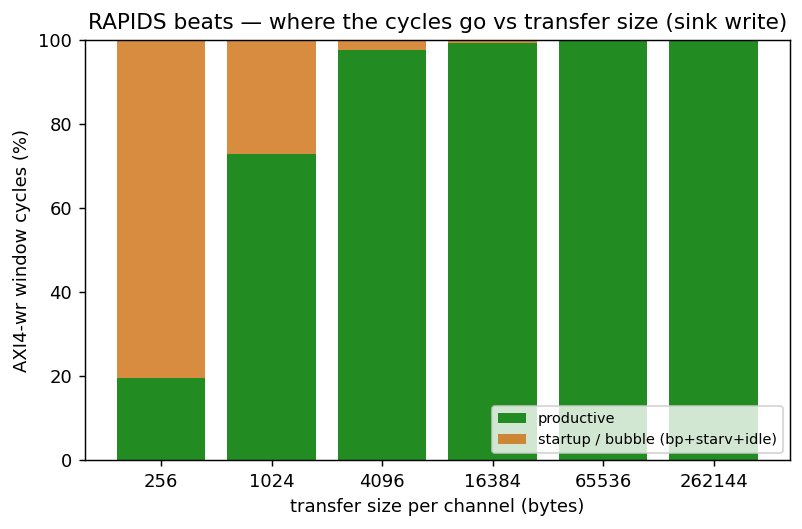 RAPIDS beats — where the cycles go vs transfer size (sink write)
AXI4-wr window cycles (%)
100
80
60
40
20
0
productive
startup / bubble (bp+starv+idle)
256 1024 4096 16384 65536 262144
transfer size per channel (bytes)